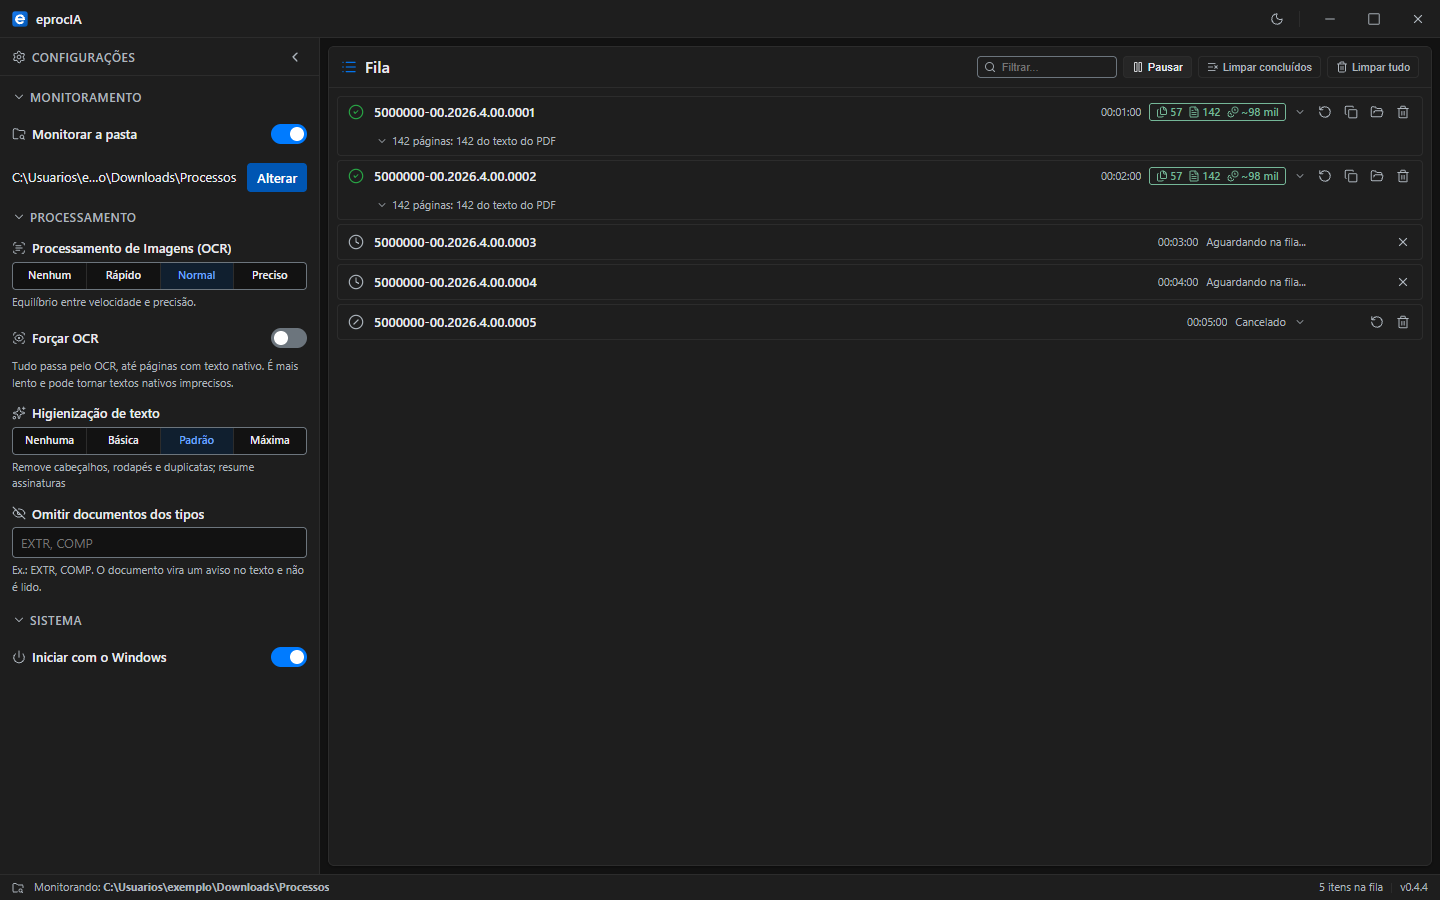 eprocIA
CONFIGURAÇÕES
MONITORAMENTO
Monitorar a pasta
C:\Usuarios\e...o\Downloads\Processos
Alterar
PROCESSAMENTO
Processamento de Imagens (OCR)
Nenhum Rápido Normal Preciso
Equilíbrio entre velocidade e precisão.
Forçar OCR
Tudo passa pelo OCR, até páginas com texto nativo. É mais
lento e pode tornar textos nativos imprecisos.
Higienização de texto
Nenhuma Básica Padrão Máxima
Remove cabeçalhos, rodapés e duplicatas; resume
assinaturas
Omitir documentos dos tipos
EXTR, COMP
Ex.: EXTR, COMP. O documento vira um aviso no texto e não
é lido.
SISTEMA
Iniciar com o Windows
Fila
Filtrar...
Pausar
Limpar concluídos
Limpar tudo
5000000-00.2026.4.00.0001 00:01:00 57 142 ~98 mil
142 páginas: 142 do texto do PDF
5000000-00.2026.4.00.0002 00:02:00 57 142 ~98 mil
142 páginas: 142 do texto do PDF
5000000-00.2026.4.00.0003 00:03:00 Aguardando na fila...
5000000-00.2026.4.00.0004 00:04:00 Aguardando na fila...
5000000-00.2026.4.00.0005 00:05:00 Cancelado
Monitorando: C:\Usuarios\exemplo\Downloads\Processos
5 itens na fila
v0.4.4